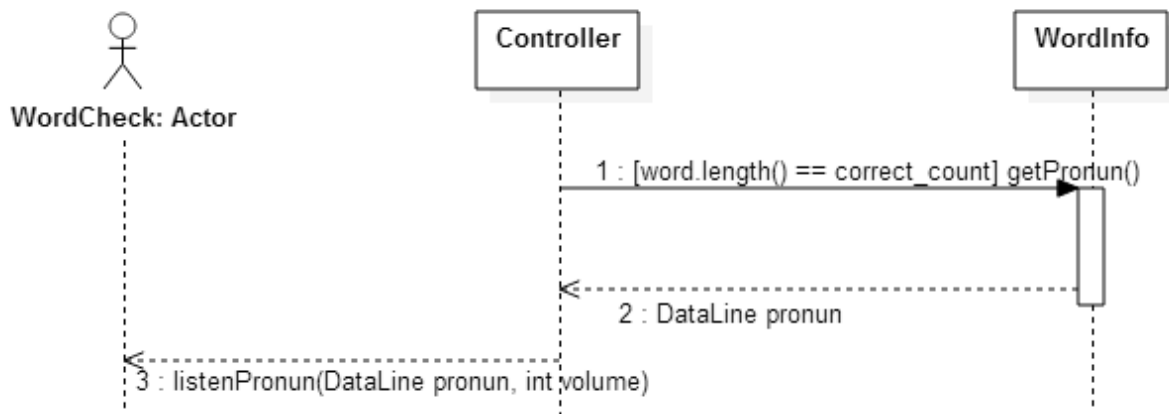 Controller
WordInfo
WordCheck: Actor
1 : [word.length() == correct_count] getPronun()
2 : DataLine pronun
3 : listenPronun(DataLine pronun, int volume)